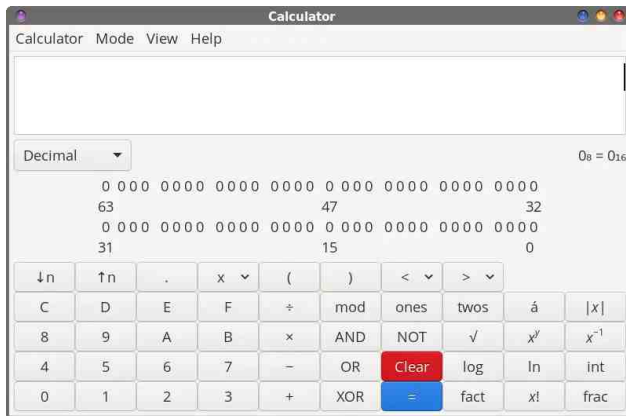 Calculator
Calculator Mode View Help
Decimal 0₈ = 0₁₆
0 000 0000 0000 0000 0 000 0000 0000 0000
63 47 32
0 000 0000 0000 0000 0 000 0000 0000 0000
31 15 0
↓n ↑n . x ( ) < >
C D E F ÷ mod ones twos á |x|
8 9 A B × AND NOT √ xʸ x⁻¹
4 5 6 7 − OR Clear log ln int
0 1 2 3 + XOR = fact x! frac